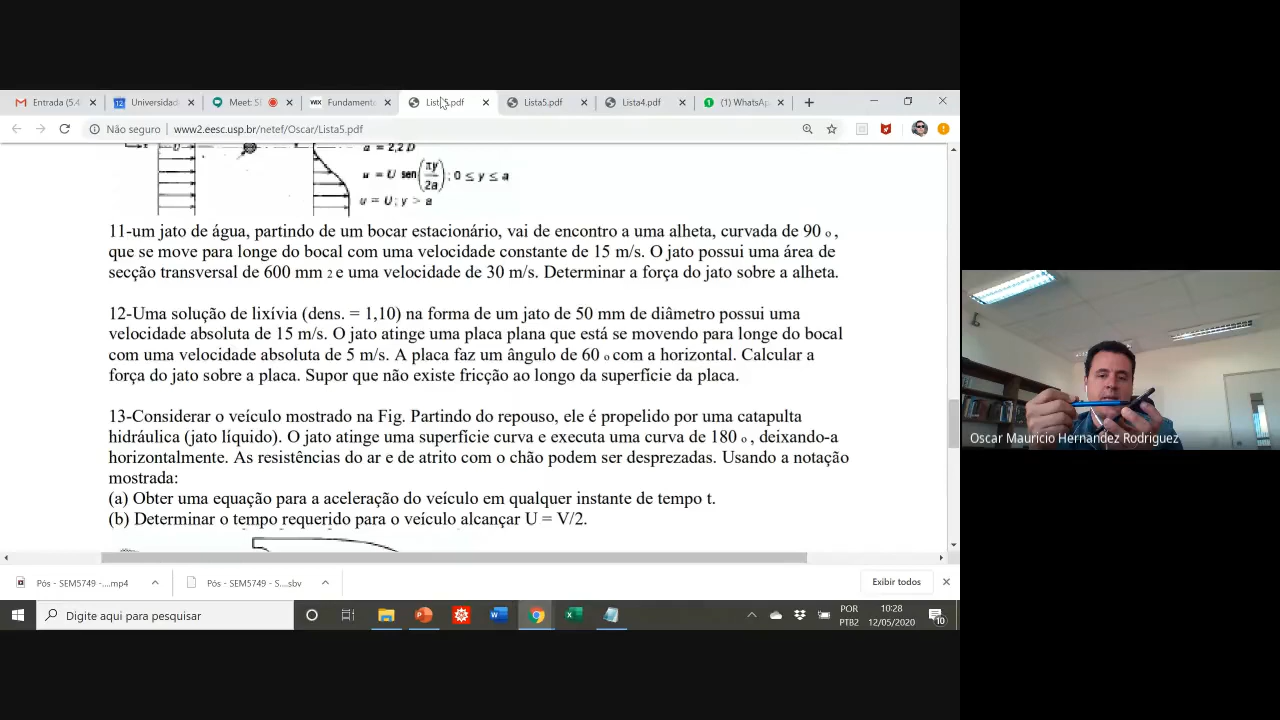 Entrada (5.4
Universidad
Meet: S
WIX Fundament
Lista5.pdf
Lista5.pdf
Lista4.pdf
(1) WhatsAp
Não seguro
www2.eesc.usp.br/netef/Oscar/Lista5.pdf
U
a = 2,2 D
u = U sen(πy/2a); 0 ≤ y ≤ a
u = U; y > a
11-um jato de água, partindo de um bocar estacionário, vai de encontro a uma alheta, curvada de 90 o ,
que se move para longe do bocal com uma velocidade constante de 15 m/s. O jato possui uma área de
secção transversal de 600 mm 2 e uma velocidade de 30 m/s. Determinar a força do jato sobre a alheta.
12-Uma solução de lixívia (dens. = 1,10) na forma de um jato de 50 mm de diâmetro possui uma
velocidade absoluta de 15 m/s. O jato atinge uma placa plana que está se movendo para longe do bocal
com uma velocidade absoluta de 5 m/s. A placa faz um ângulo de 60 o com a horizontal. Calcular a
força do jato sobre a placa. Supor que não existe fricção ao longo da superfície da placa.
13-Considerar o veículo mostrado na Fig. Partindo do repouso, ele é propelido por uma catapulta
hidráulica (jato líquido). O jato atinge uma superfície curva e executa uma curva de 180 o , deixando-a
horizontalmente. As resistências do ar e de atrito com o chão podem ser desprezadas. Usando a notação
mostrada:
(a) Obter uma equação para a aceleração do veículo em qualquer instante de tempo t.
(b) Determinar o tempo requerido para o veículo alcançar U = V/2.
Oscar Mauricio Hernandez Rodriguez
Pós - SEM5749 -....mp4
Pós - SEM5749 - S....sbv
Exibir todos
Digite aqui para pesquisar
POR
PTB2
10:28
12/05/2020
10